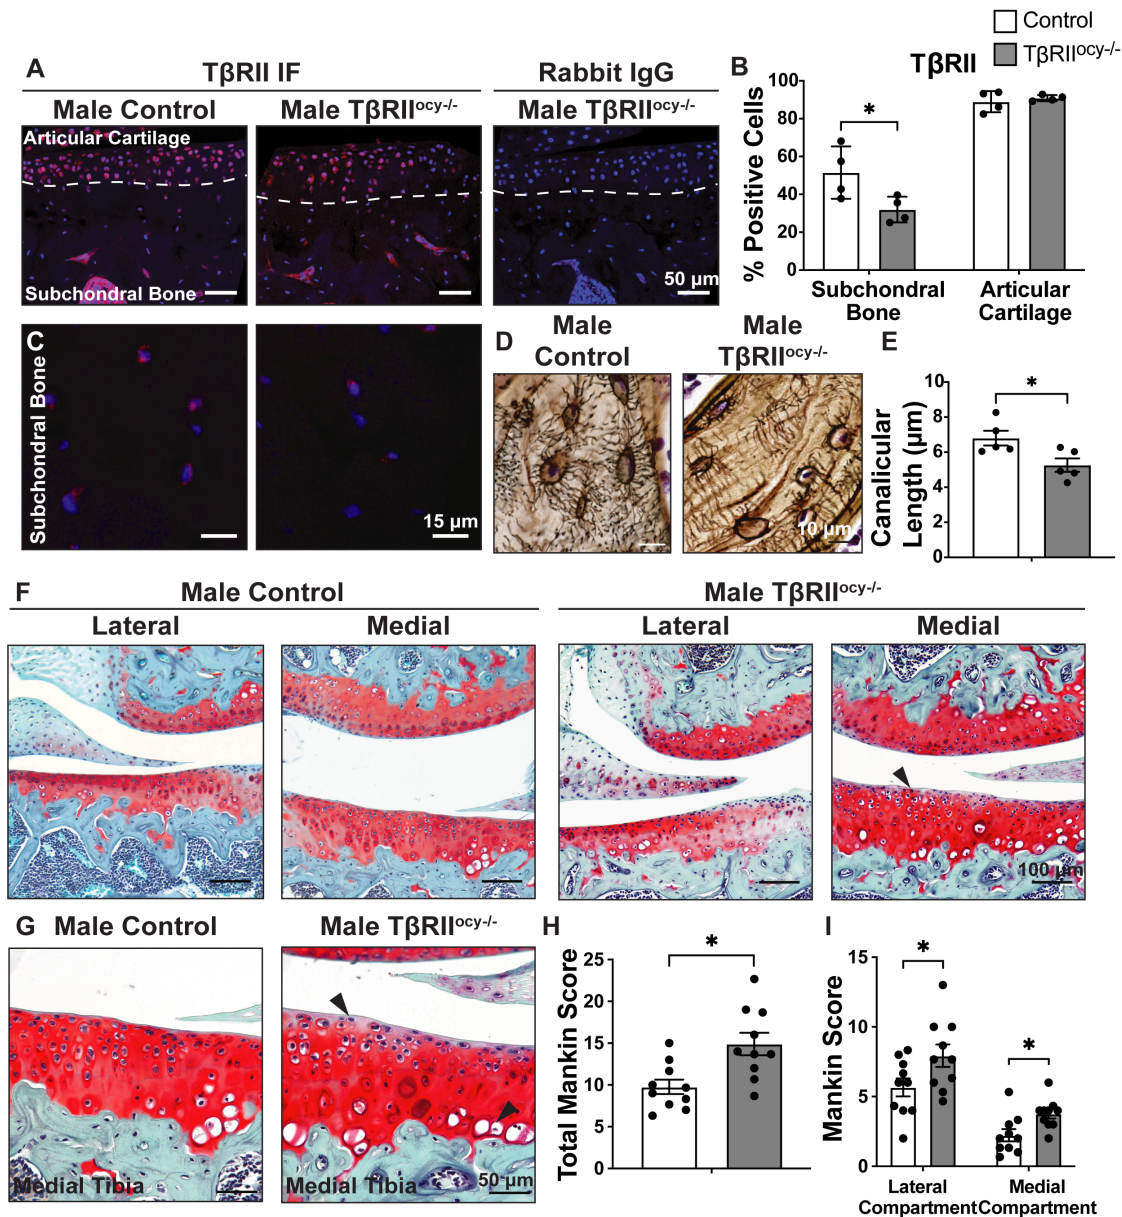 Control
TβRIIocy-/-
A
TβRII IF
Rabbit IgG
Male Control
Male TβRIIocy-/-
Male TβRIIocy-/-
Articular Cartilage
Subchondral Bone
50 μm
B
TβRII
% Positive Cells
100
80
60
40
20
0
*
Subchondral
Bone
Articular
Cartilage
C
Subchondral Bone
15 μm
D
Male
Control
Male
TβRIIocy-/-
10 μm
E
Canalicular
Length (μm)
10
8
6
4
2
0
*
F
Male Control
Male TβRIIocy-/-
Lateral
Medial
Lateral
Medial
100 μm
G
Male Control
Male TβRIIocy-/-
Medial Tibia
Medial Tibia
50 μm
H
Total Mankin Score
25
20
15
10
5
0
*
I
Mankin Score
15
10
5
0
*
*
Lateral
Compartment
Medial
Compartment